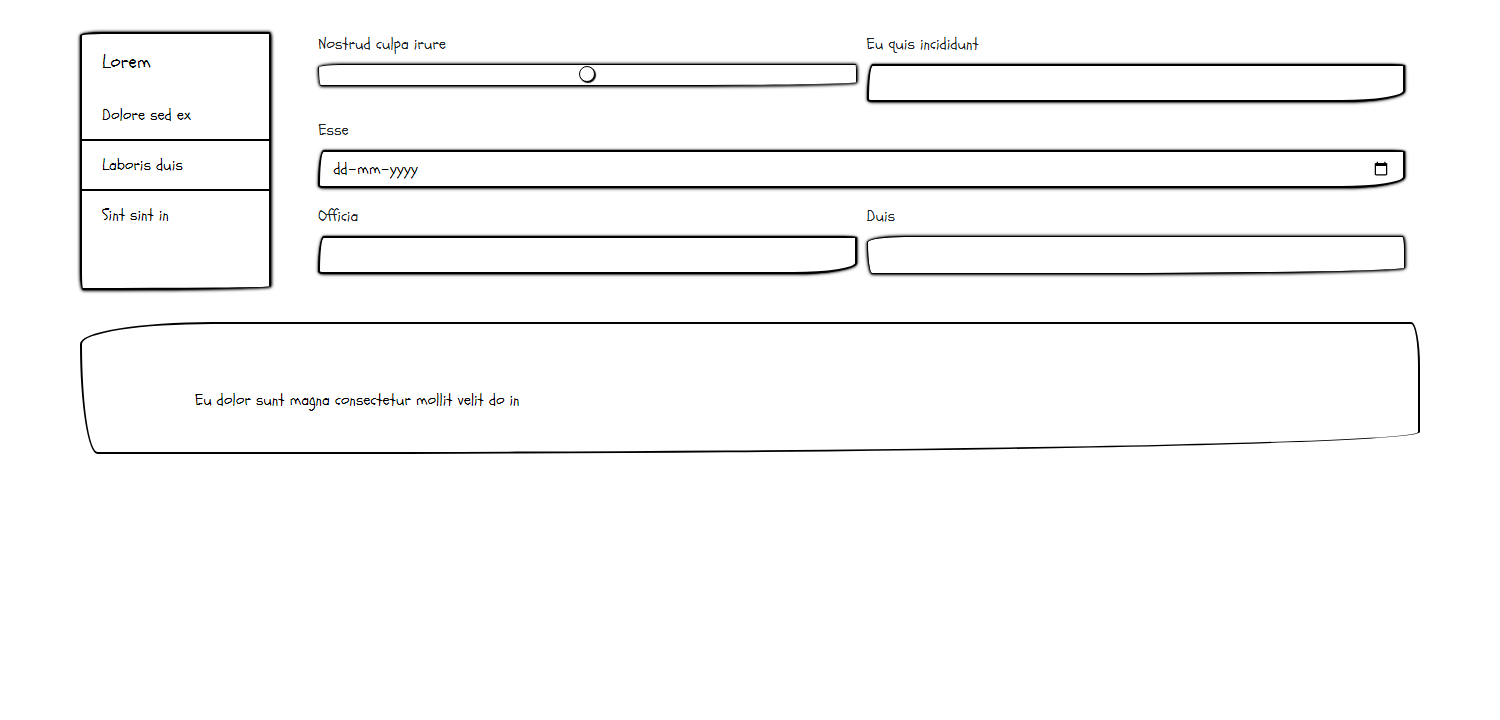 Lorem
Dolore sed ex
Laboris duis
Sint sint in
Nostrud culpa irure
Eu quis incididunt
Esse
dd-mm-yyyy
Officia
Duis
Eu dolor sunt magna consectetur mollit velit do in